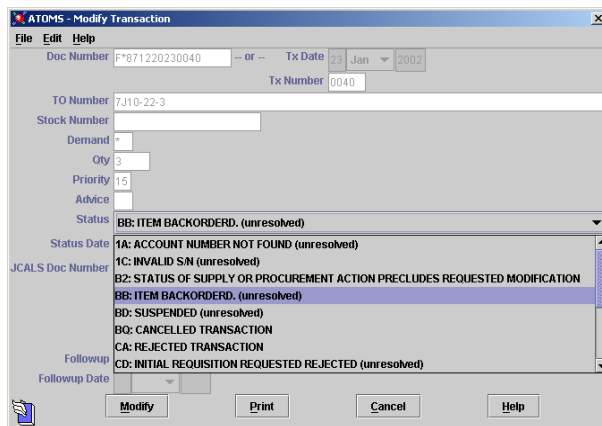 ATOMS - Modify Transaction
File Edit Help
Doc Number F*871220230040 -- or -- Tx Date 23 Jan 2002
Tx Number 0040
TO Number 7J10-22-3
Stock Number
Demand *
Qty 3
Priority 15
Advice
Status BB: ITEM BACKORDERD. (unresolved)
Status Date 1A: ACCOUNT NUMBER NOT FOUND (unresolved)
JCALS Doc Number 1C: INVALID S/N (unresolved)
B2: STATUS OF SUPPLY OR PROCUREMENT ACTION PRECLUDES REQUESTED MODIFICATION
BB: ITEM BACKORDERD. (unresolved)
BD: SUSPENDED (unresolved)
BQ: CANCELLED TRANSACTION
CA: REJECTED TRANSACTION
Followup CD: INITIAL REQUISITION REQUESTED REJECTED (unresolved)
Followup Date
Modify Print Cancel Help